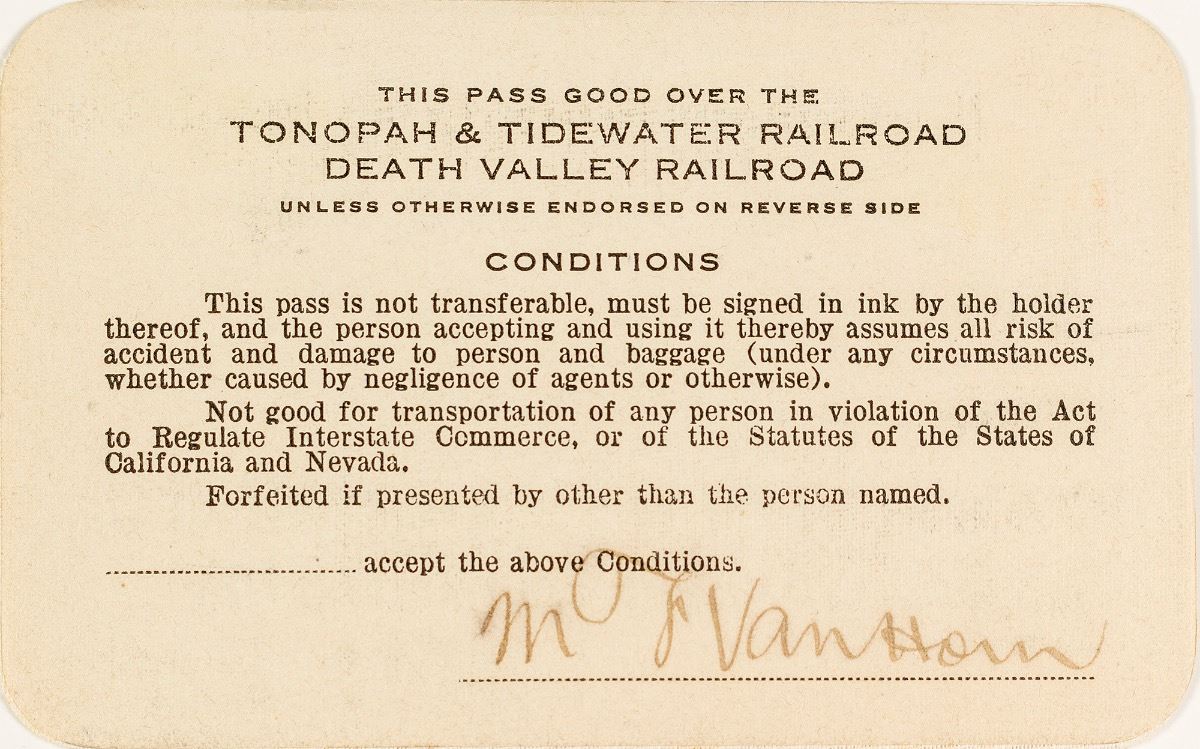 THIS PASS GOOD OVER THE
TONOPAH & TIDEWATER RAILROAD
DEATH VALLEY RAILROAD
UNLESS OTHERWISE ENDORSED ON REVERSE SIDE
CONDITIONS
This pass is not transferable, must be signed in ink by the holder
thereof, and the person accepting and using it thereby assumes all risk of
accident and damage to person and baggage (under any circumstances,
whether caused by negligence of agents or otherwise).
Not good for transportation of any person in violation of the Act
to Regulate Interstate Commerce, or of the Statutes of the States of
California and Nevada.
Forfeited if presented by other than the person named.
accept the above Conditions.
Van Horn